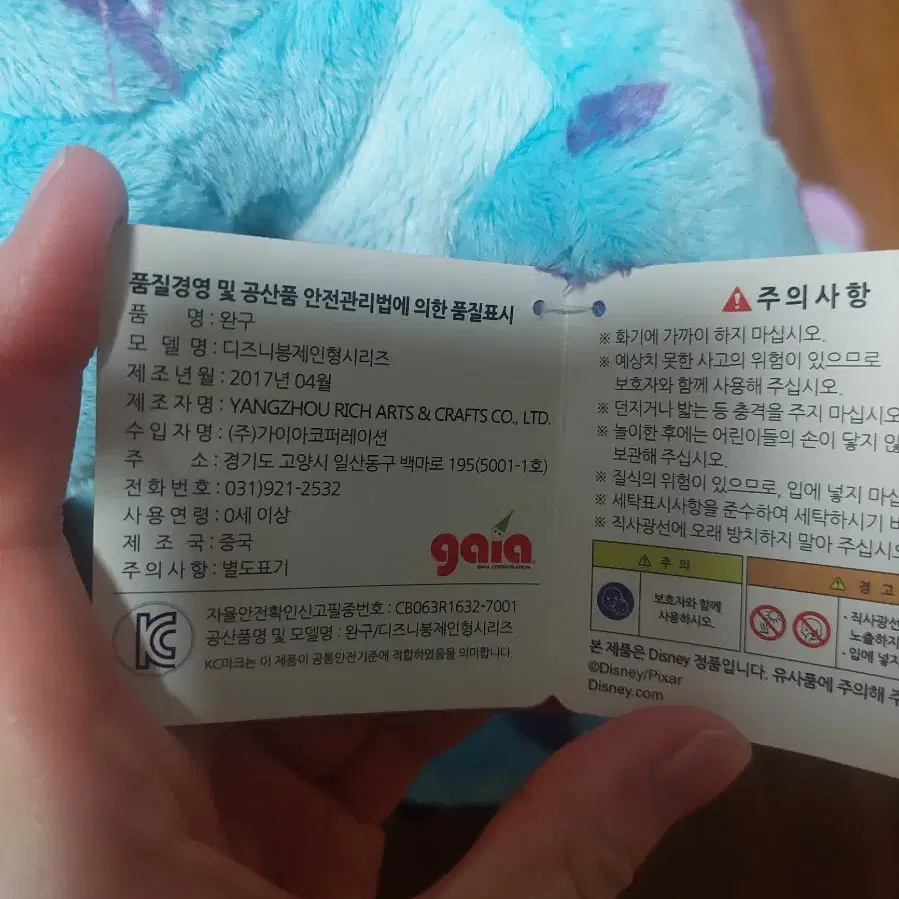 품질경영 및 공산품 안전관리법에 의한 품질표시
품 명 : 완구
모 델 명 : 디즈니봉제인형시리즈
제조년월 : 2017년 04월
제조자명 : YANGZHOU RICH ARTS & CRAFTS CO., LTD.
수입자명 : (주)가이아코퍼레이션
주 소 : 경기도 고양시 일산동구 백마로 195(5001-1호)
전화번호 : 031)921-2532
사용연령 : 0세 이상
제 조 국 : 중국
주의사항 : 별도표기
gaia
GAIA CORPORATION
KC
자율안전확인신고필증번호 : CB063R1632-7001
공산품명 및 모델명 : 완구/디즈니봉제인형시리즈
KC마크는 이 제품이 공통안전기준에 적합하였음을 의미합니다.
주의사항
※ 화기에 가까이 하지 마십시오.
※ 예상치 못한 사고의 위험이 있으므로
보호자와 함께 사용해 주십시오.
※ 던지거나 밟는 등 충격을 주지 마십시오
※ 놀이한 후에는 어린이들의 손이 닿지 않
보관해 주십시오.
※ 질식의 위험이 있으므로, 입에 넣지 마십
※ 세탁표시사항을 준수하여 세탁하시기 바
※ 직사광선에 오래 방치하지 말아 주십시오
주 의
보호자와 함께
사용하시오
경 고
· 직사광선
노출하지
· 입에 넣지
본 제품은 Disney 정품입니다. 유사품에 주의해 주
©Disney/Pixar
Disney.com